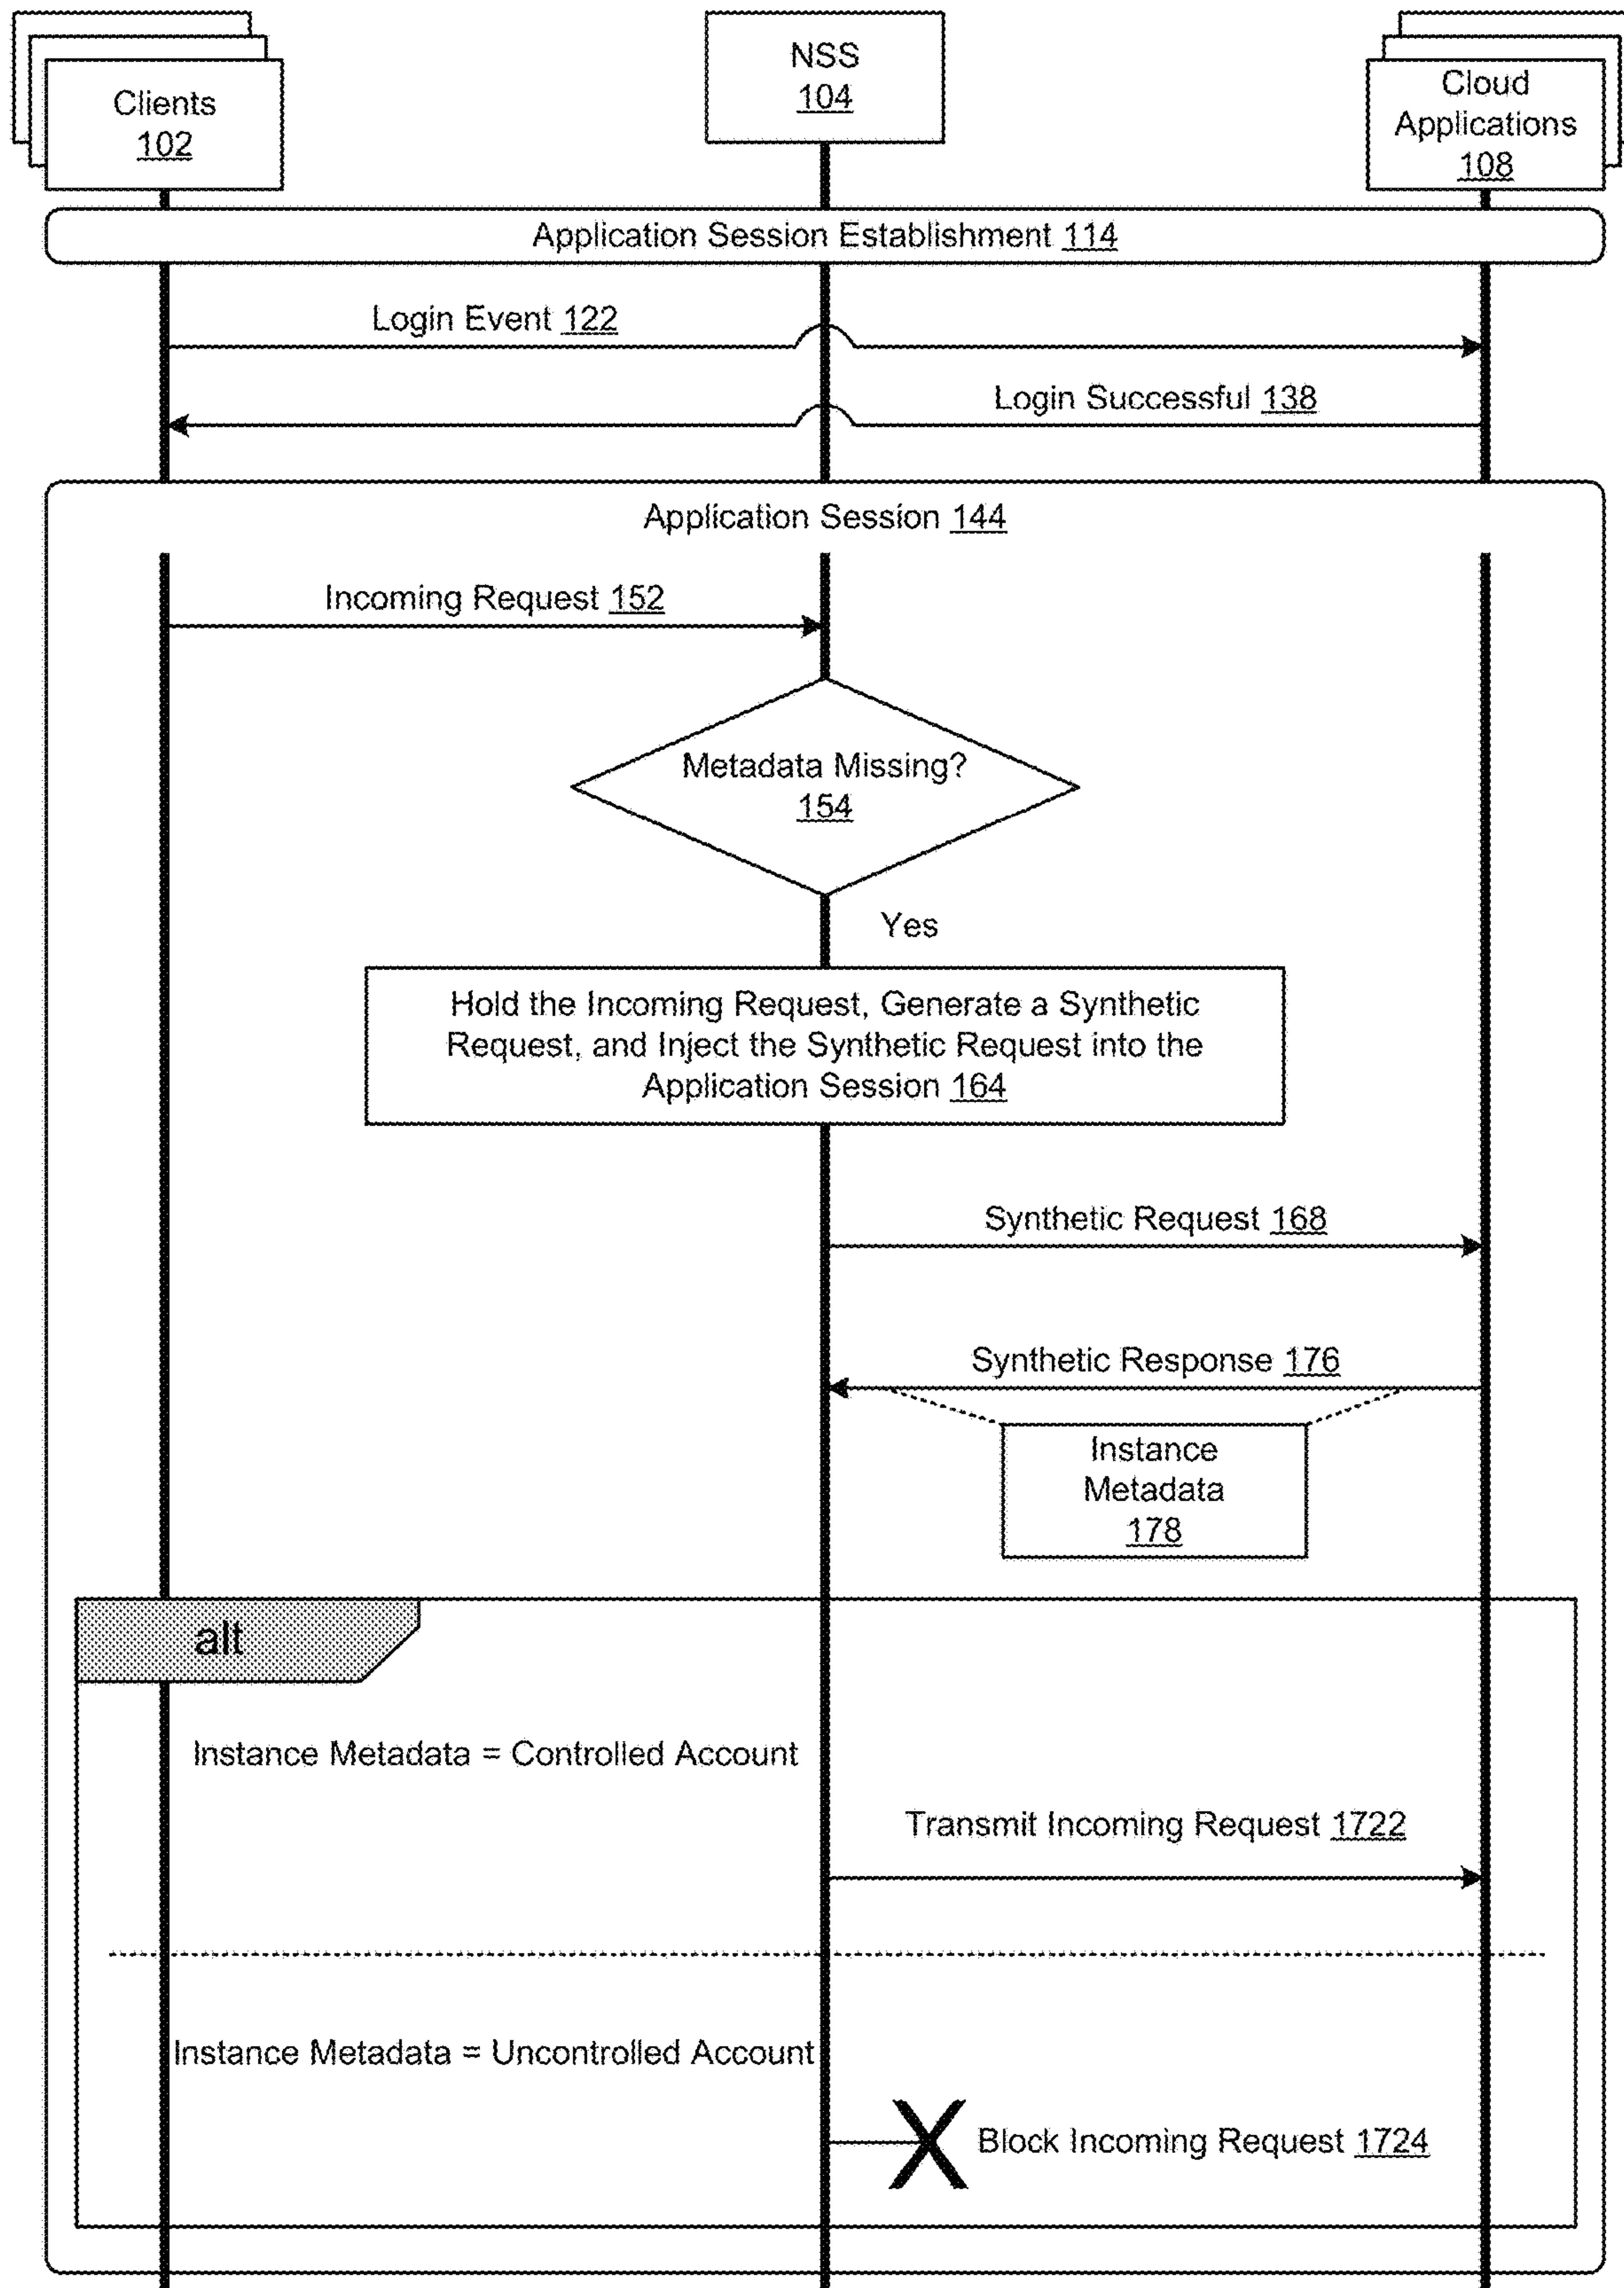 Clients
102
NSS
104
Cloud
Applications
108
Application Session Establishment 114
Login Event 122
Login Successful 138
Application Session 144
Incoming Request 152
Metadata Missing?
154
Yes
Hold the Incoming Request, Generate a Synthetic
Request, and Inject the Synthetic Request into the
Application Session 164
Synthetic Request 168
Synthetic Response 176
Instance
Metadata
178
alt
Instance Metadata = Controlled Account
Transmit Incoming Request 1722
Instance Metadata = Uncontrolled Account
Block Incoming Request 1724